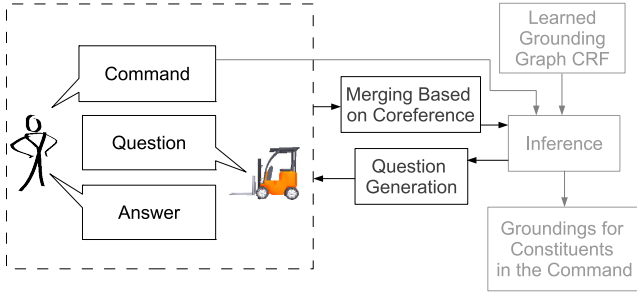 Command
Question
Answer
Merging Based
on Coreference
Question
Generation
Learned
Grounding
Graph CRF
Inference
Groundings for
Constituents
in the Command